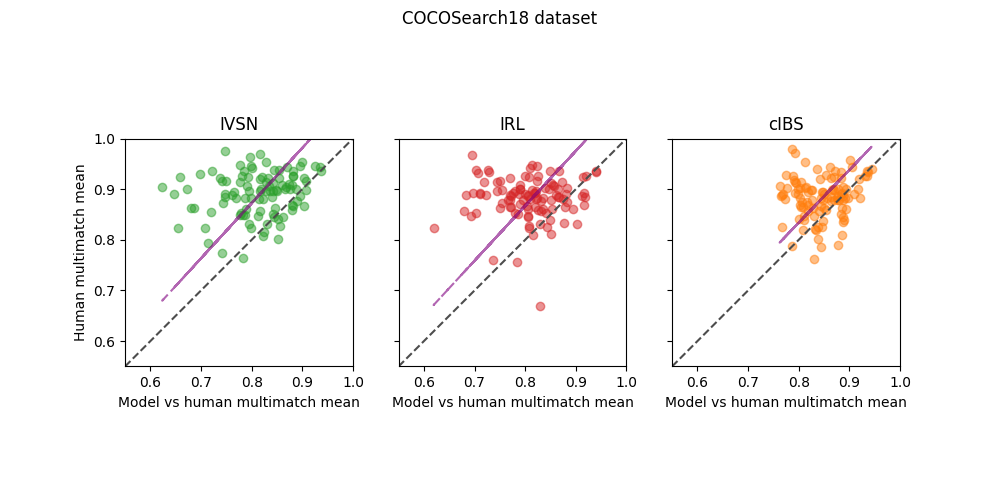 COCOSearch18 dataset
IVSN
IRL
cIBS
1.0
0.9
0.8
0.7
0.6
Human multimatch mean
0.6 0.7 0.8 0.9 1.0
0.6 0.7 0.8 0.9 1.0
0.6 0.7 0.8 0.9 1.0
Model vs human multimatch mean
Model vs human multimatch mean
Model vs human multimatch mean